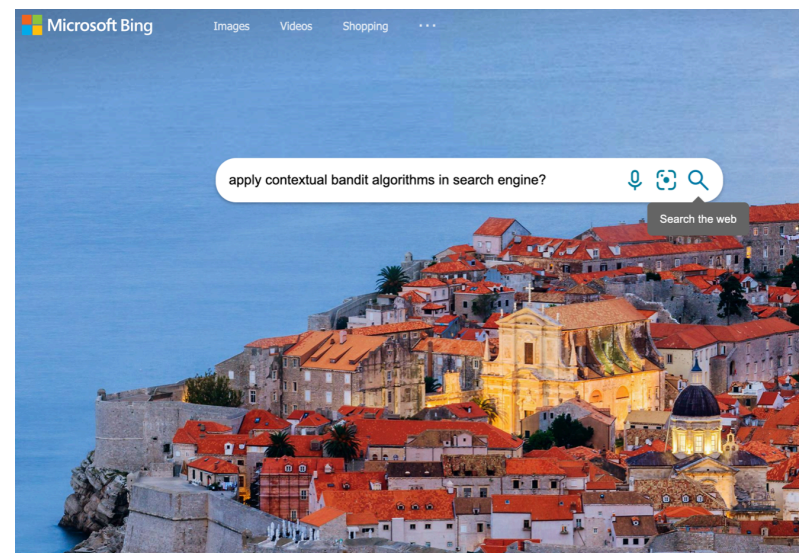 Microsoft Bing
Images Videos Shopping ...
apply contextual bandit algorithms in search engine?
Search the web